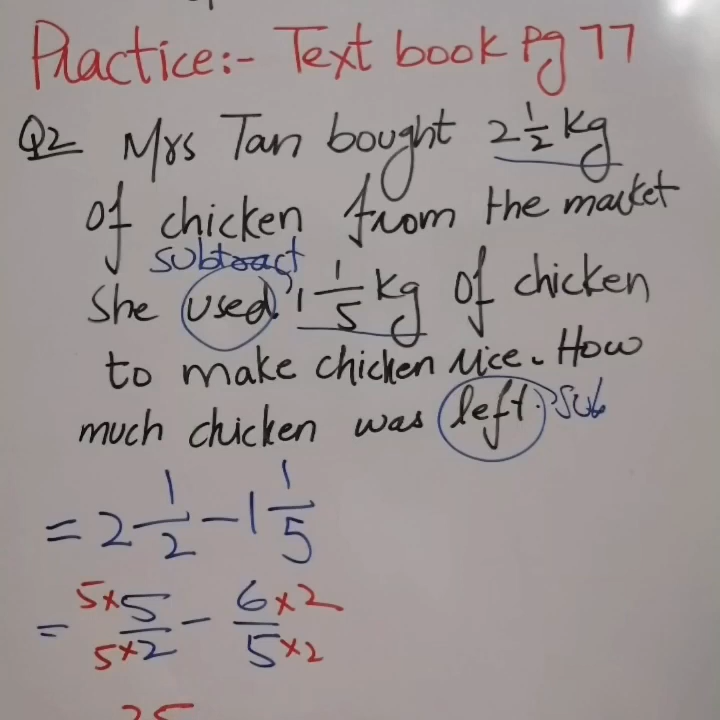 Practice:- Text book Pg 77
Q2 Mrs Tan bought 2 1/2 kg
of chicken from the market
subtract
She used 1 1/5 kg of chicken
to make chicken rice. How
much chicken was left. sub
= 2 1/2 - 1 1/5
= 5×5/5×2 - 6×2/5×2
25